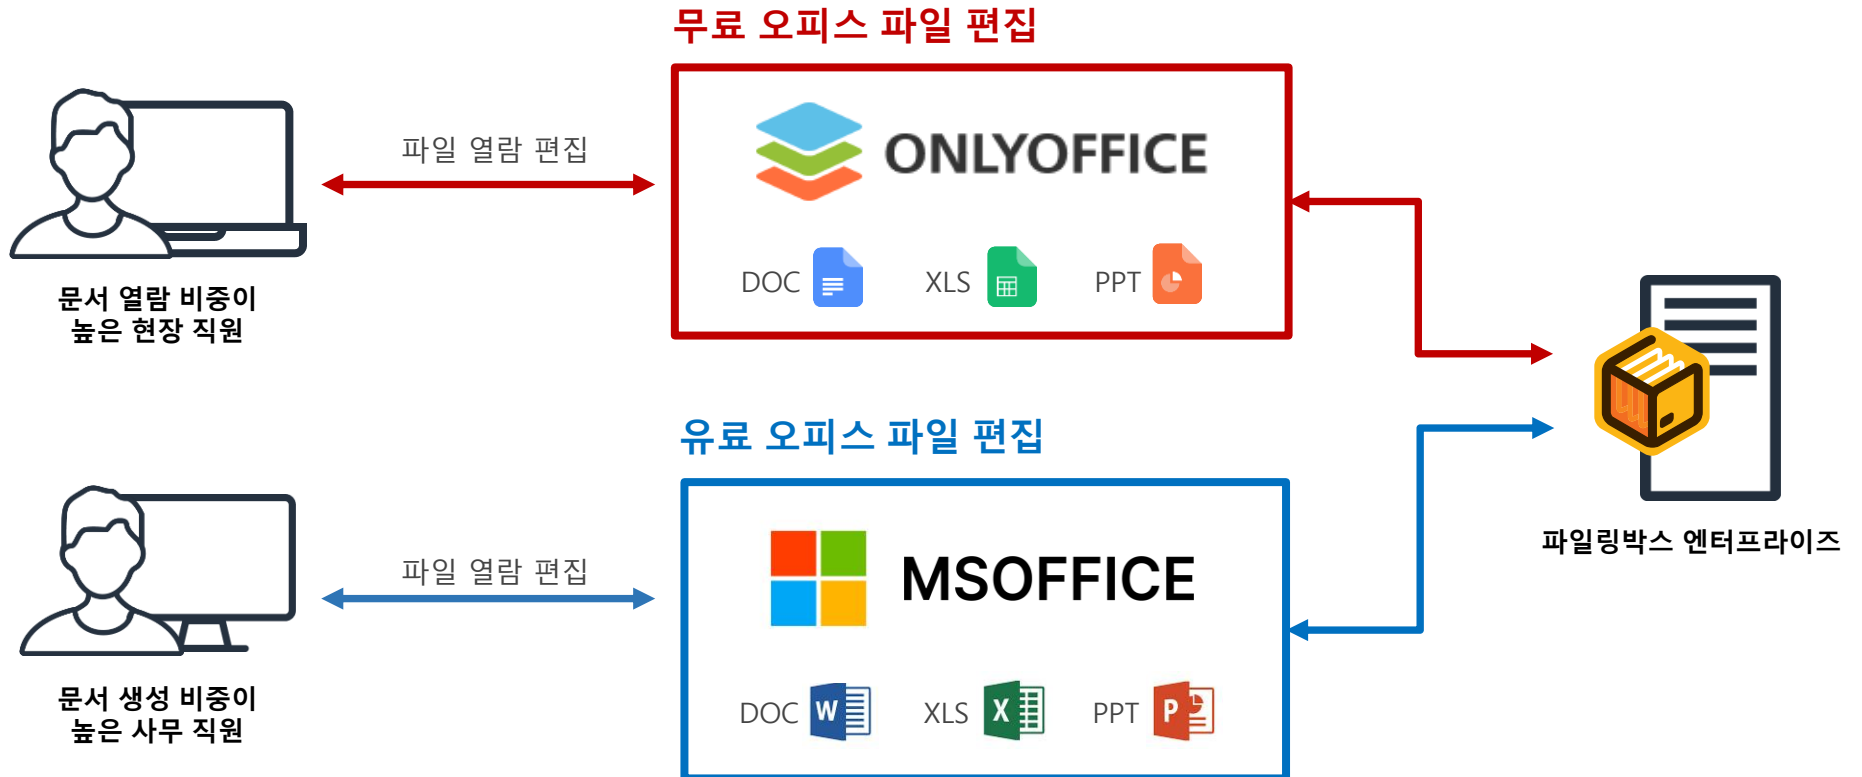 무료 오피스 파일 편집
파일 열람 편집
ONLYOFFICE
DOC
XLS
PPT
문서 열람 비중이
높은 현장 직원
유료 오피스 파일 편집
파일 열람 편집
MSOFFICE
DOC W
XLS X
PPT P
문서 생성 비중이
높은 사무 직원
파일링박스 엔터프라이즈